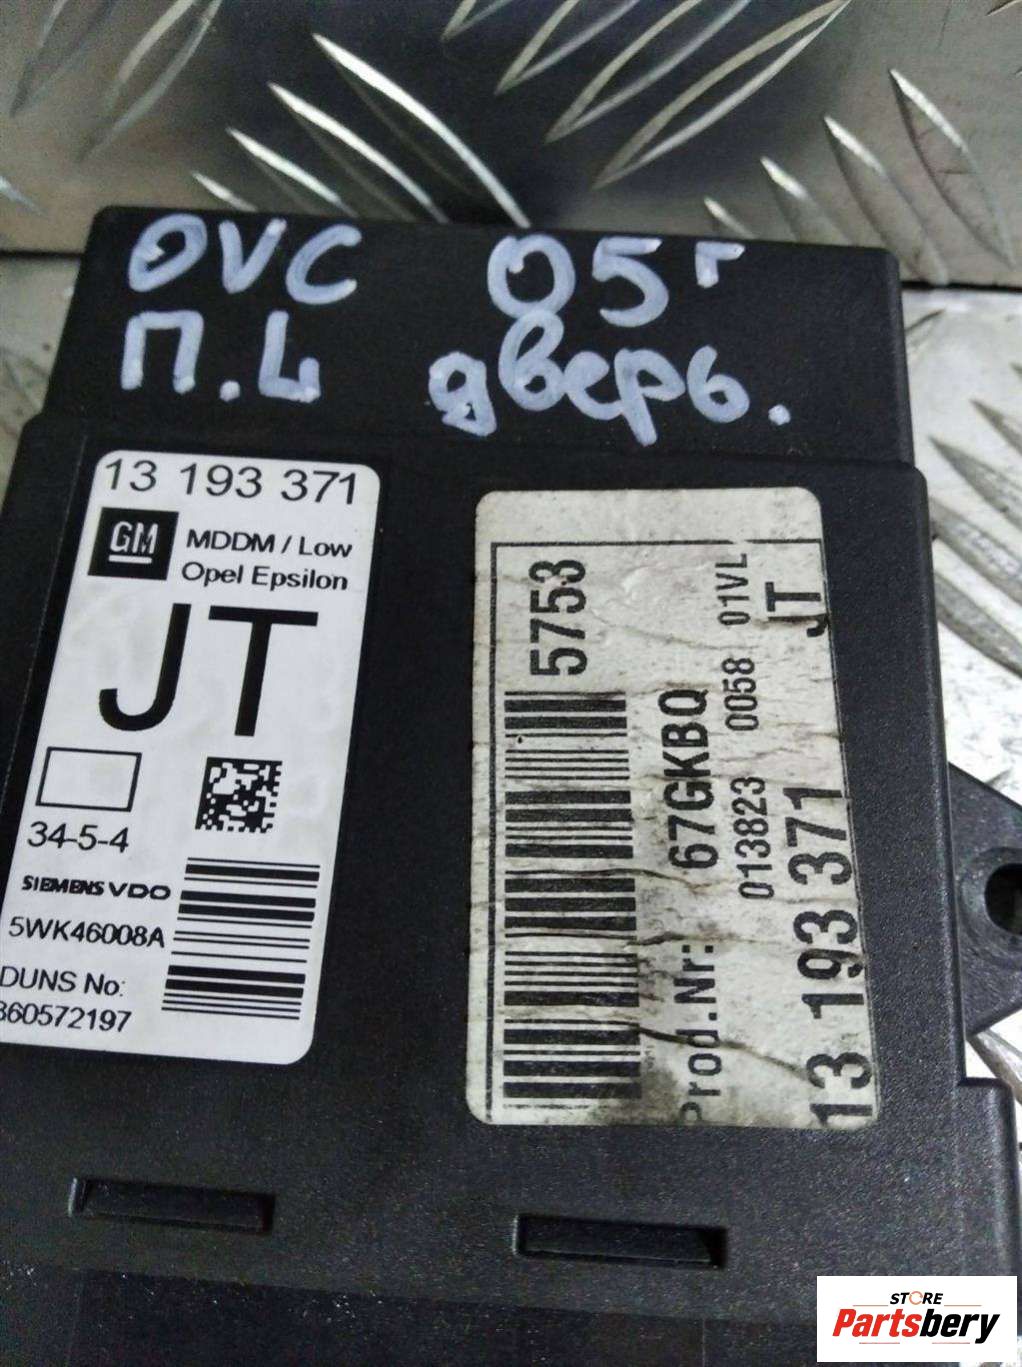 OVC 05г
п.L дверь.
13 193 371
GM
MDDM / Low
Opel Epsilon
JT
34-5-4
SIEMENS VDO
5WK46008A
DUNS No:
360572197
5753
Prod.Nr: 67GKBQ
013823 0058 01VL
13 193 371 JT
STORE
Partsbery